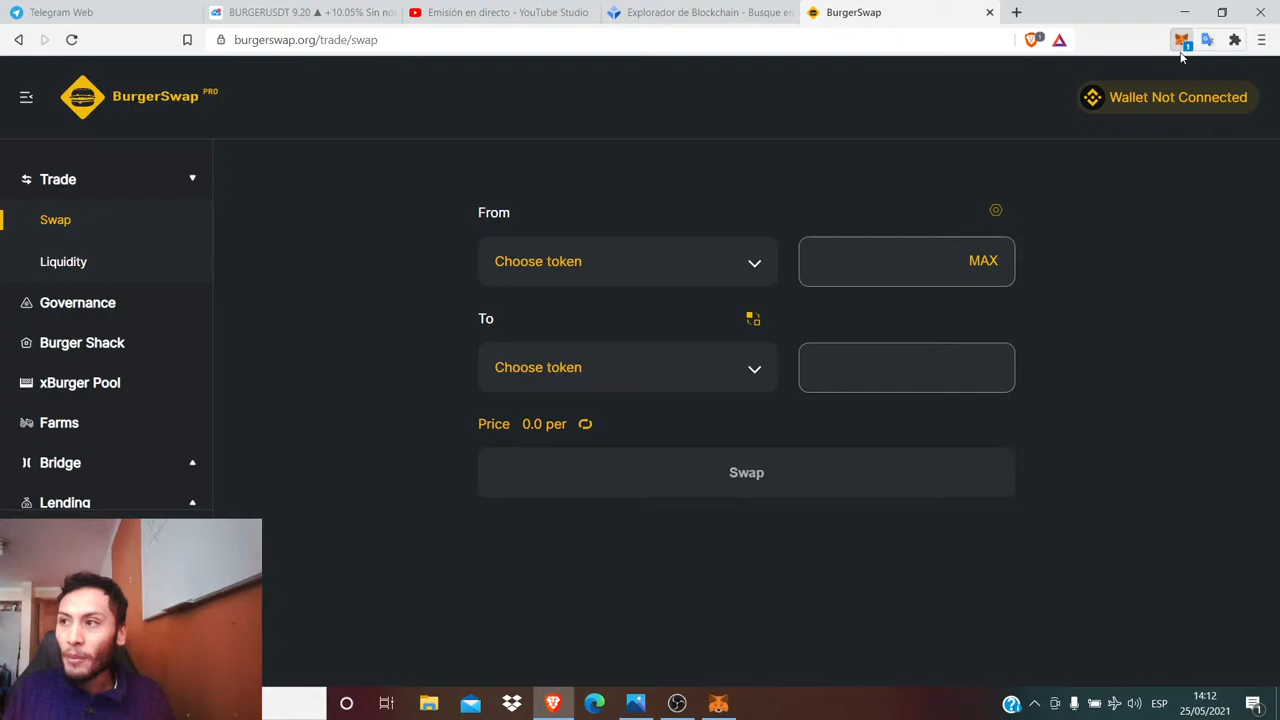 Telegram Web
BURGERUSDT 9.20 ▲ +10.05% Sin no
Emisión en directo - YouTube Studio
Explorador de Blockchain - Busque en
BurgerSwap
burgerswap.org/trade/swap
1
1
BurgerSwap PRO
Wallet Not Connected
Trade
Swap
Liquidity
Governance
Burger Shack
xBurger Pool
Farms
Bridge
Lending
From
Choose token
MAX
To
Choose token
Price 0.0 per
Swap
ESP
14:12
25/05/2021
1